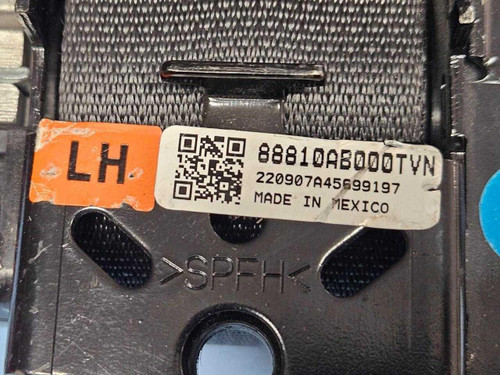 LH
88810AB000TVN
220907A45699197
MADE IN MEXICO
>SPFH<